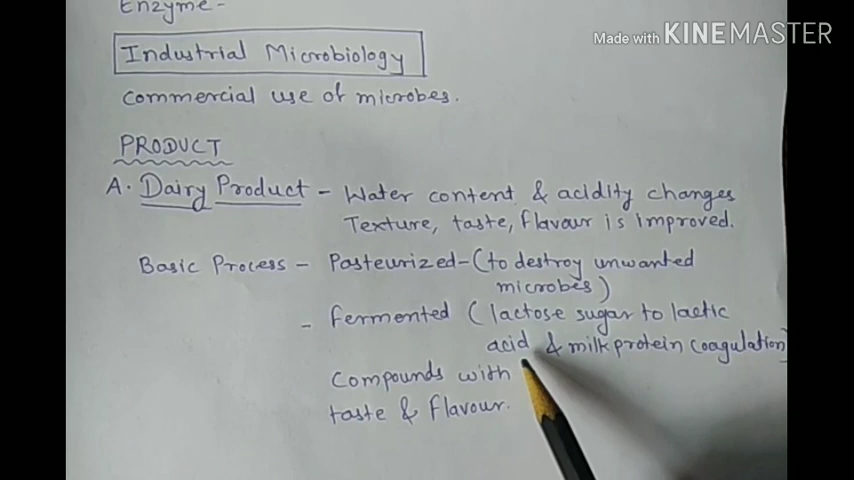 Enzyme-
Made with KINEMASTER
Industrial Microbiology
Commercial use of microbes.
PRODUCT
A. Dairy Product - Water content & acidity changes
Texture, taste, flavour is improved.
Basic Process - Pasteurized - (to destroy unwanted
microbes)
- Fermented (lactose sugar to lactic
acid & milk protein coagulation)
Compounds with
taste & flavour.